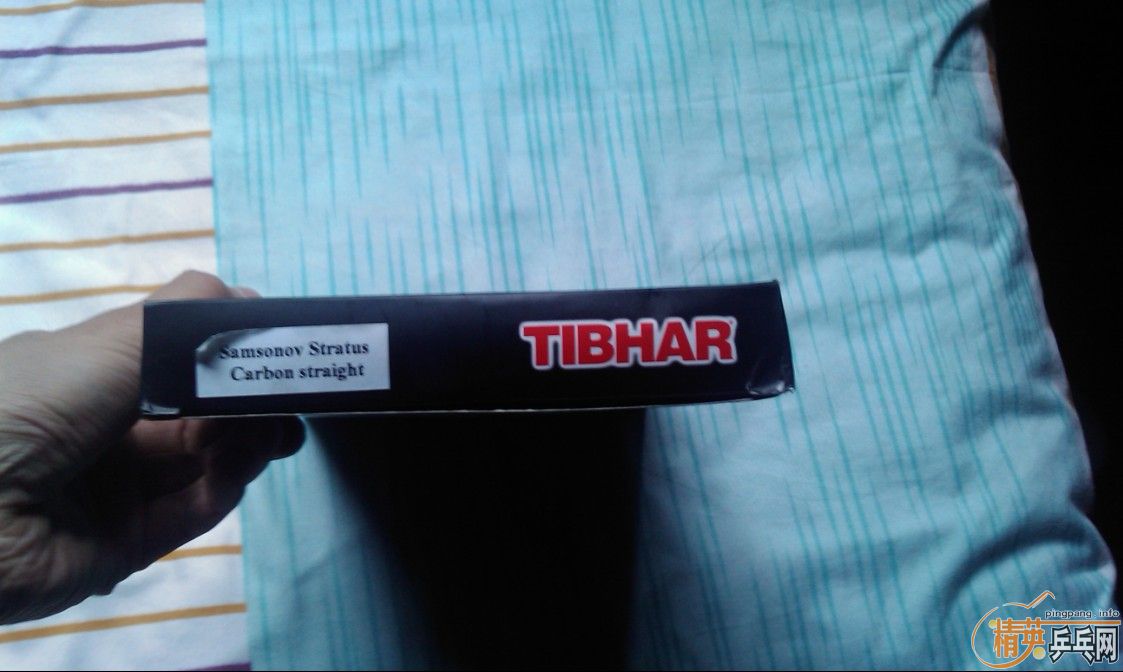 Samsonov Stratus
Carbon straight
TIBHAR
pingpang.info
精英乒乓网